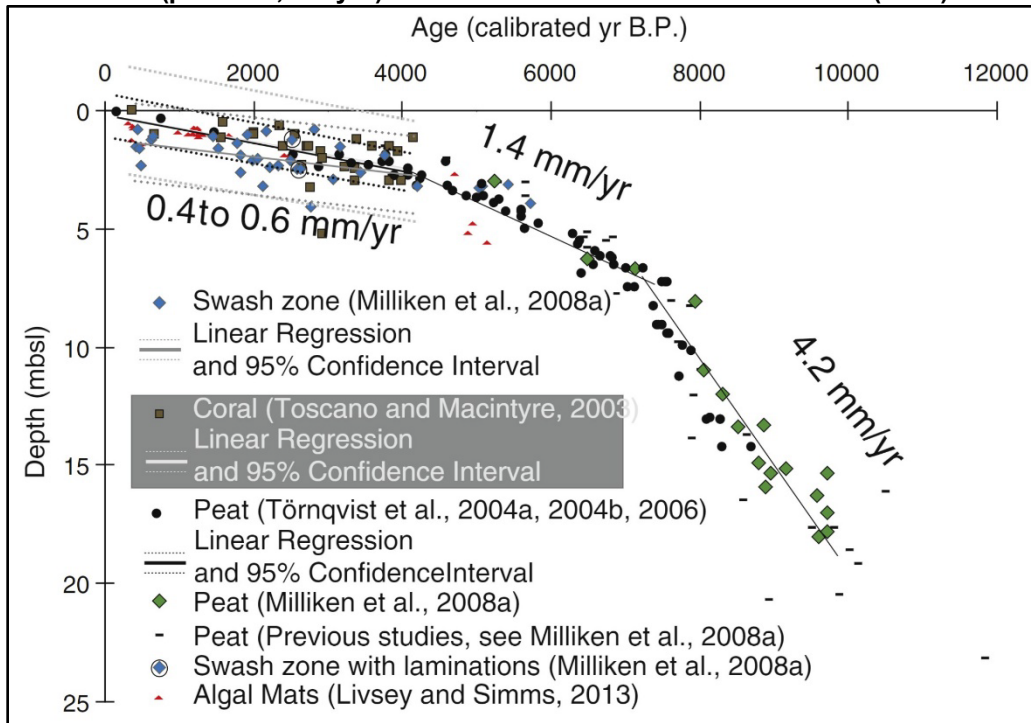 Age (calibrated yr B.P.)
0 2000 4000 6000 8000 10000 12000
0
5
10
15
20
25
Depth (mbsl)
1.4 mm/yr
0.4to 0.6 mm/yr
4.2 mm/yr
Swash zone (Milliken et al., 2008a)
Linear Regression
and 95% Confidence Interval
Coral (Toscano and Macintyre, 2003)
Linear Regression
and 95% Confidence Interval
Peat (Törnqvist et al., 2004a, 2004b, 2006)
Linear Regression
and 95% ConfidenceInterval
Peat (Milliken et al., 2008a)
Peat (Previous studies, see Milliken et al., 2008a)
Swash zone with laminations (Milliken et al., 2008a)
Algal Mats (Livsey and Simms, 2013)